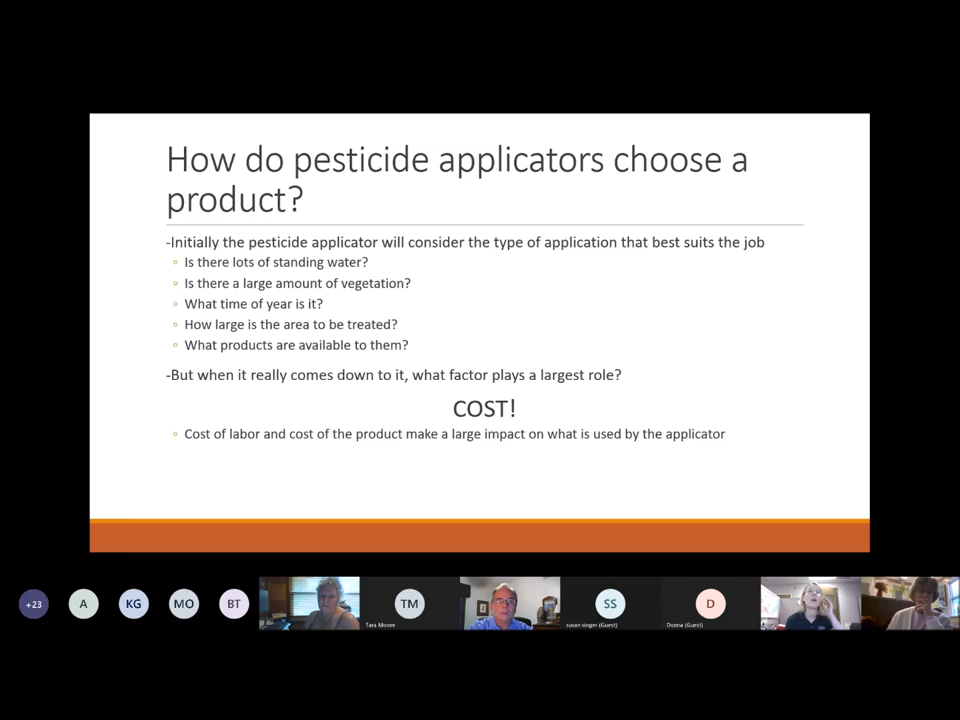 How do pesticide applicators choose a
product?
-Initially the pesticide applicator will consider the type of application that best suits the job
◦ Is there lots of standing water?
◦ Is there a large amount of vegetation?
◦ What time of year is it?
◦ How large is the area to be treated?
◦ What products are available to them?
-But when it really comes down to it, what factor plays a largest role?
COST!
◦ Cost of labor and cost of the product make a large impact on what is used by the applicator
+23 A KG MO BT TM SS D
Tara Moore susan singer (Guest) Donna (Guest)